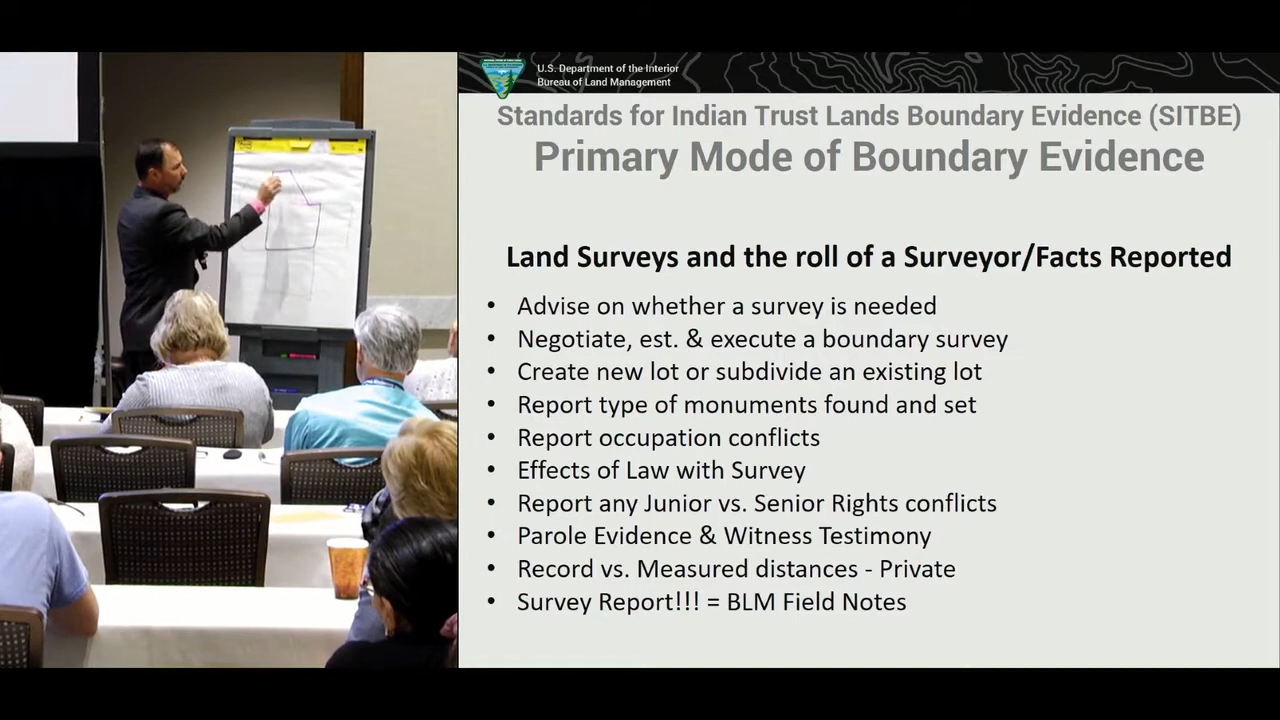 U.S. Department of the Interior
Bureau of Land Management
Standards for Indian Trust Lands Boundary Evidence (SITBE)
Primary Mode of Boundary Evidence
Land Surveys and the roll of a Surveyor/Facts Reported
• Advise on whether a survey is needed
• Negotiate, est. & execute a boundary survey
• Create new lot or subdivide an existing lot
• Report type of monuments found and set
• Report occupation conflicts
• Effects of Law with Survey
• Report any Junior vs. Senior Rights conflicts
• Parole Evidence & Witness Testimony
• Record vs. Measured distances - Private
• Survey Report!!! = BLM Field Notes